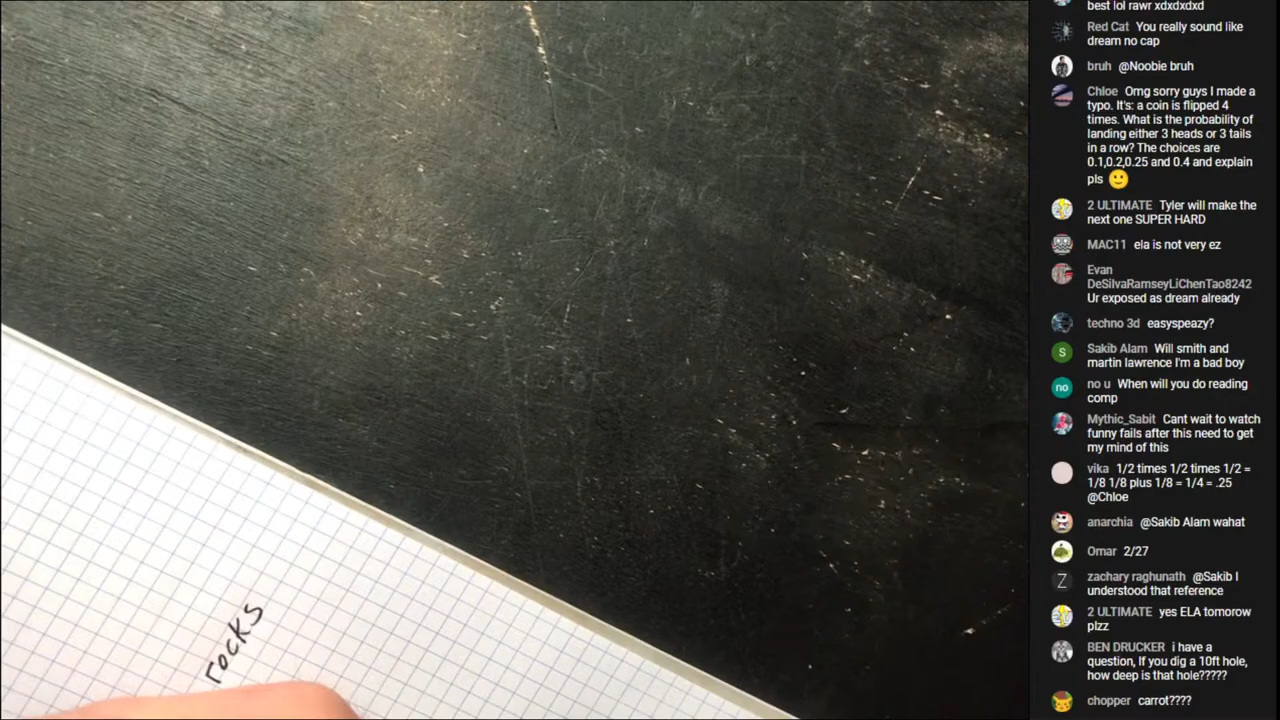 rocks
best lol rawr xdxdxdxd
Red Cat You really sound like
dream no cap
bruh @Noobie bruh
Chloe Omg sorry guys I made a
typo. It's: a coin is flipped 4
times. What is the probability of
landing either 3 heads or 3 tails
in a row? The choices are
0.1,0.2,0.25 and 0.4 and explain
pls 🙂
2 ULTIMATE Tyler will make the
next one SUPER HARD
MAC11 ela is not very ez
Evan
DeSilvaRamseyLiChenTao8242
Ur exposed as dream already
techno 3d easyspeazy?
S
Sakib Alam Will smith and
martin lawrence I'm a bad boy
no
no u When will you do reading
comp
Mythic_Sabit Cant wait to watch
funny fails after this need to get
my mind of this
vika 1/2 times 1/2 times 1/2 =
1/8 1/8 plus 1/8 = 1/4 = .25
@Chloe
anarchia @Sakib Alam wahat
Omar 2/27
Z
zachary raghunath @Sakib I
understood that reference
2 ULTIMATE yes ELA tomorow
plzz
BEN DRUCKER i have a
question, If you dig a 10ft hole,
how deep is that hole?????
chopper carrot????